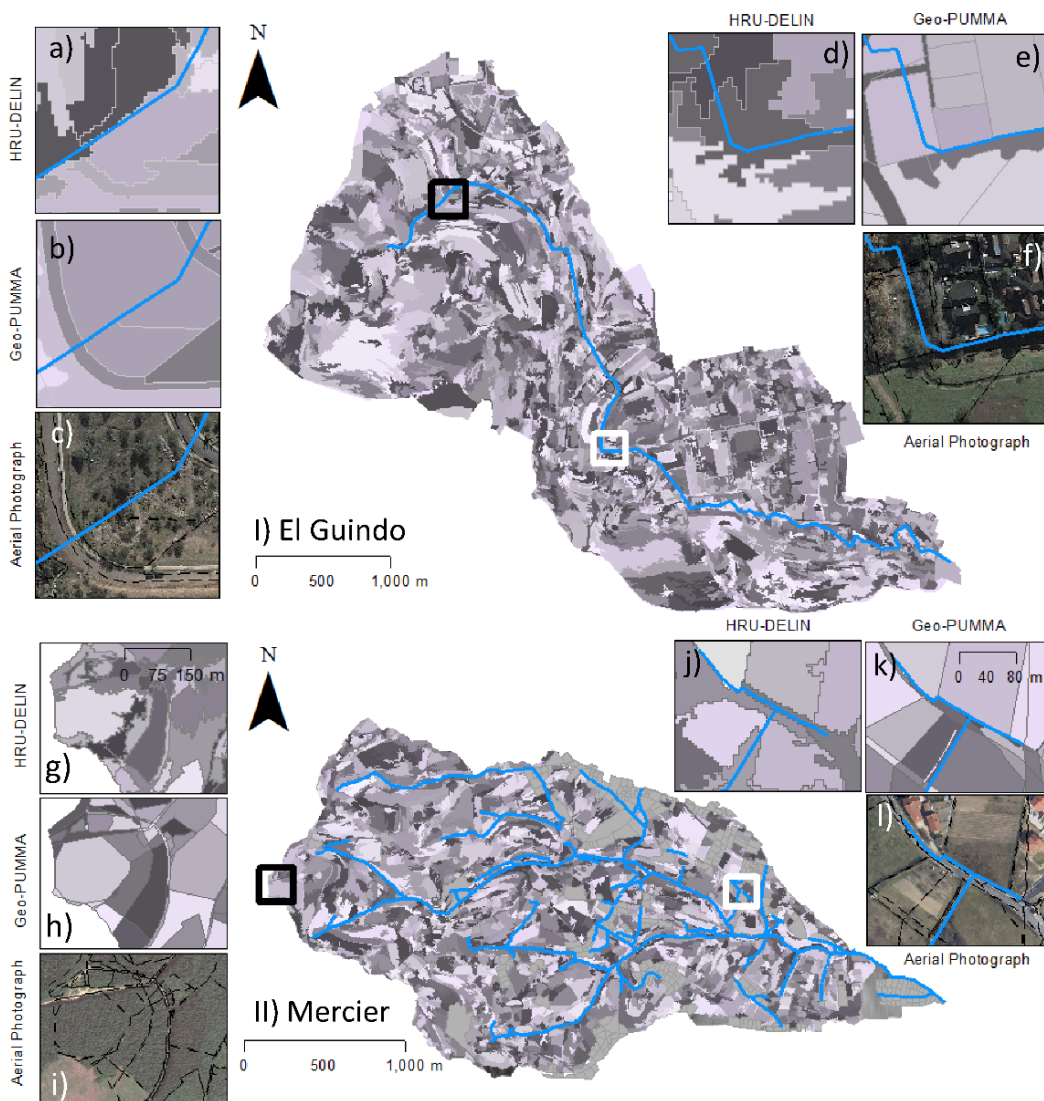 a)
HRU-DELIN
b)
Geo-PUMMA
c)
Aerial Photograph
N
HRU-DELIN
Geo-PUMMA
d)
e)
f)
Aerial Photograph
I) El Guindo
0 500 1,000 m
HRU-DELIN
0 75 150 m
g)
Geo-PUMMA
h)
Aerial Photograph
i)
N
HRU-DELIN
Geo-PUMMA
j)
k)
0 40 80 m
l)
Aerial Photograph
II) Mercier
0 500 1,000 m